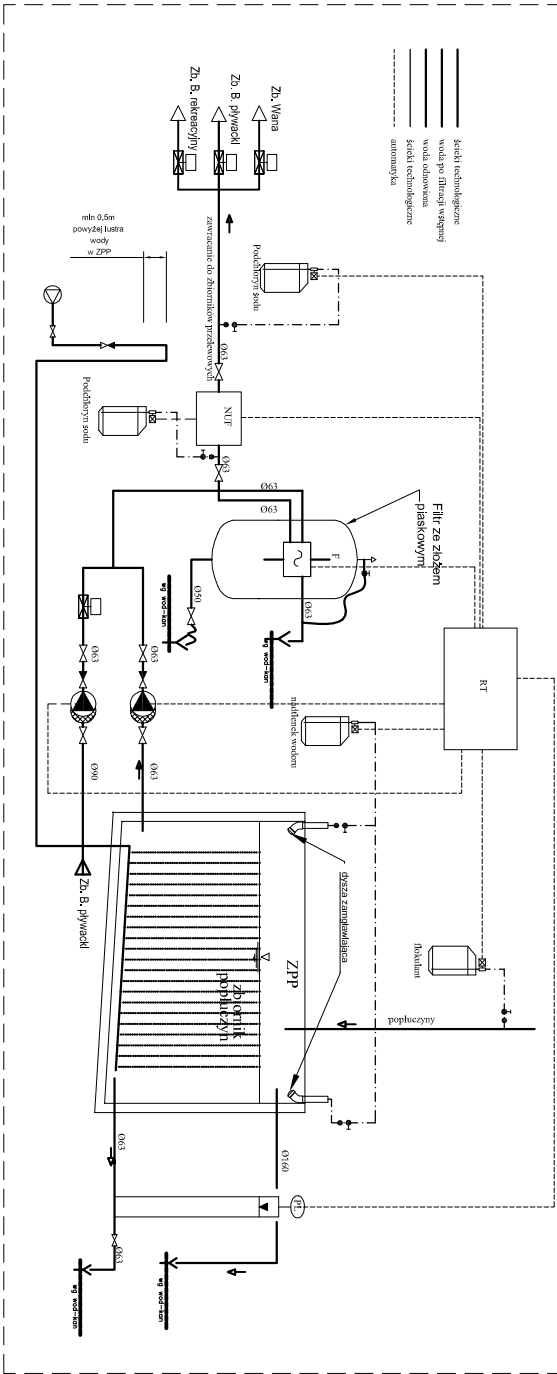 ścieki technologiczne
woda po filtracji wstępnej
woda odnowiona
ścieki technologiczne
automatyka
Zb. Wana
Zb. B. pływacki
Zb. B. rekreacyjny
zawracanie do zbiorników przelewowych
Podchloryn sodu
Ø63
NUF
Ø63
Podchloryn sodu
min 0,5m
powyżej lustra
wody
w ZPP
Ø63
Ø63
Filtr ze złożem
piaskowym
F
Ø63
Ø50
wg wod-kan
wg wod-kan
RT
nadtlenek wodoru
Ø63
Ø63
Ø63
Ø90
Zb. B. pływacki
dysza zamgławiająca
ZPP
zbiornik
popłuczyn
flokulant
popłuczyny
Ø160
PL
Ø63
Ø63
wg wod-kan
wg wod-kan